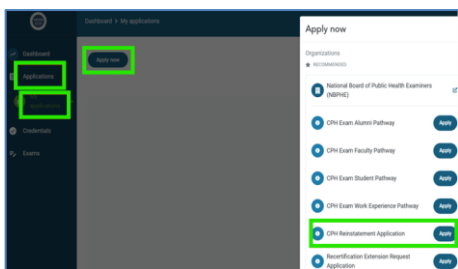 Dashboard > My applications
Dashboard
Applications
My applications
Credentials
Exams
Apply now
Apply now
Organizations
RECOMMENDED
National Board of Public Health Examiners
(NBPHE)
CPH Exam Alumni Pathway
Apply
CPH Exam Faculty Pathway
Apply
CPH Exam Student Pathway
Apply
CPH Exam Work Experience Pathway
Apply
CPH Reinstatement Application
Apply
Recertification Extension Request
Application
Apply